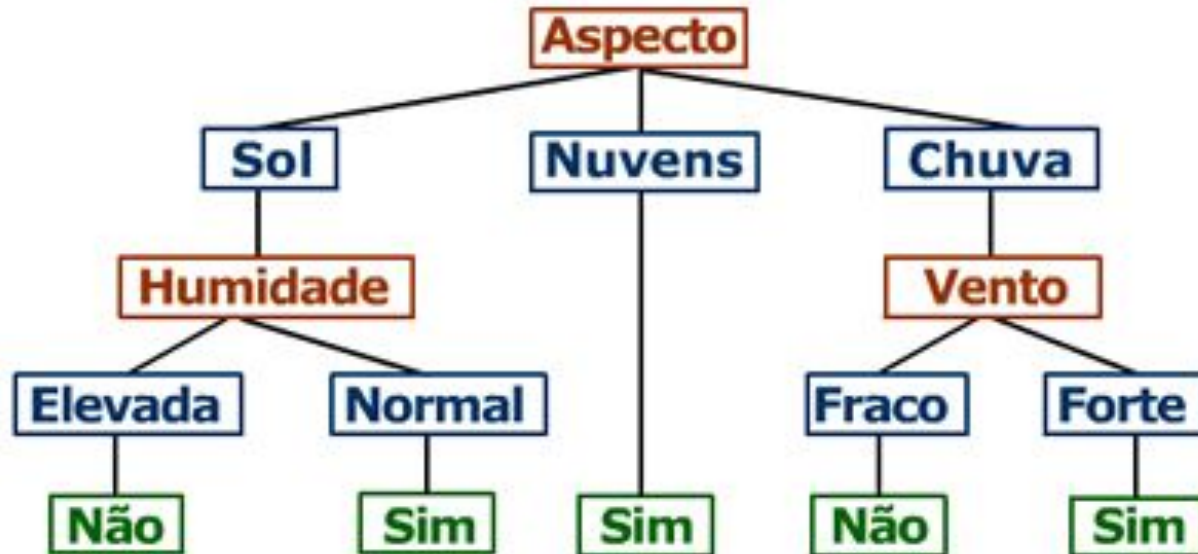 Aspecto
Sol Nuvens Chuva
Humidade Vento
Elevada Normal Fraco Forte
Não Sim Sim Não Sim